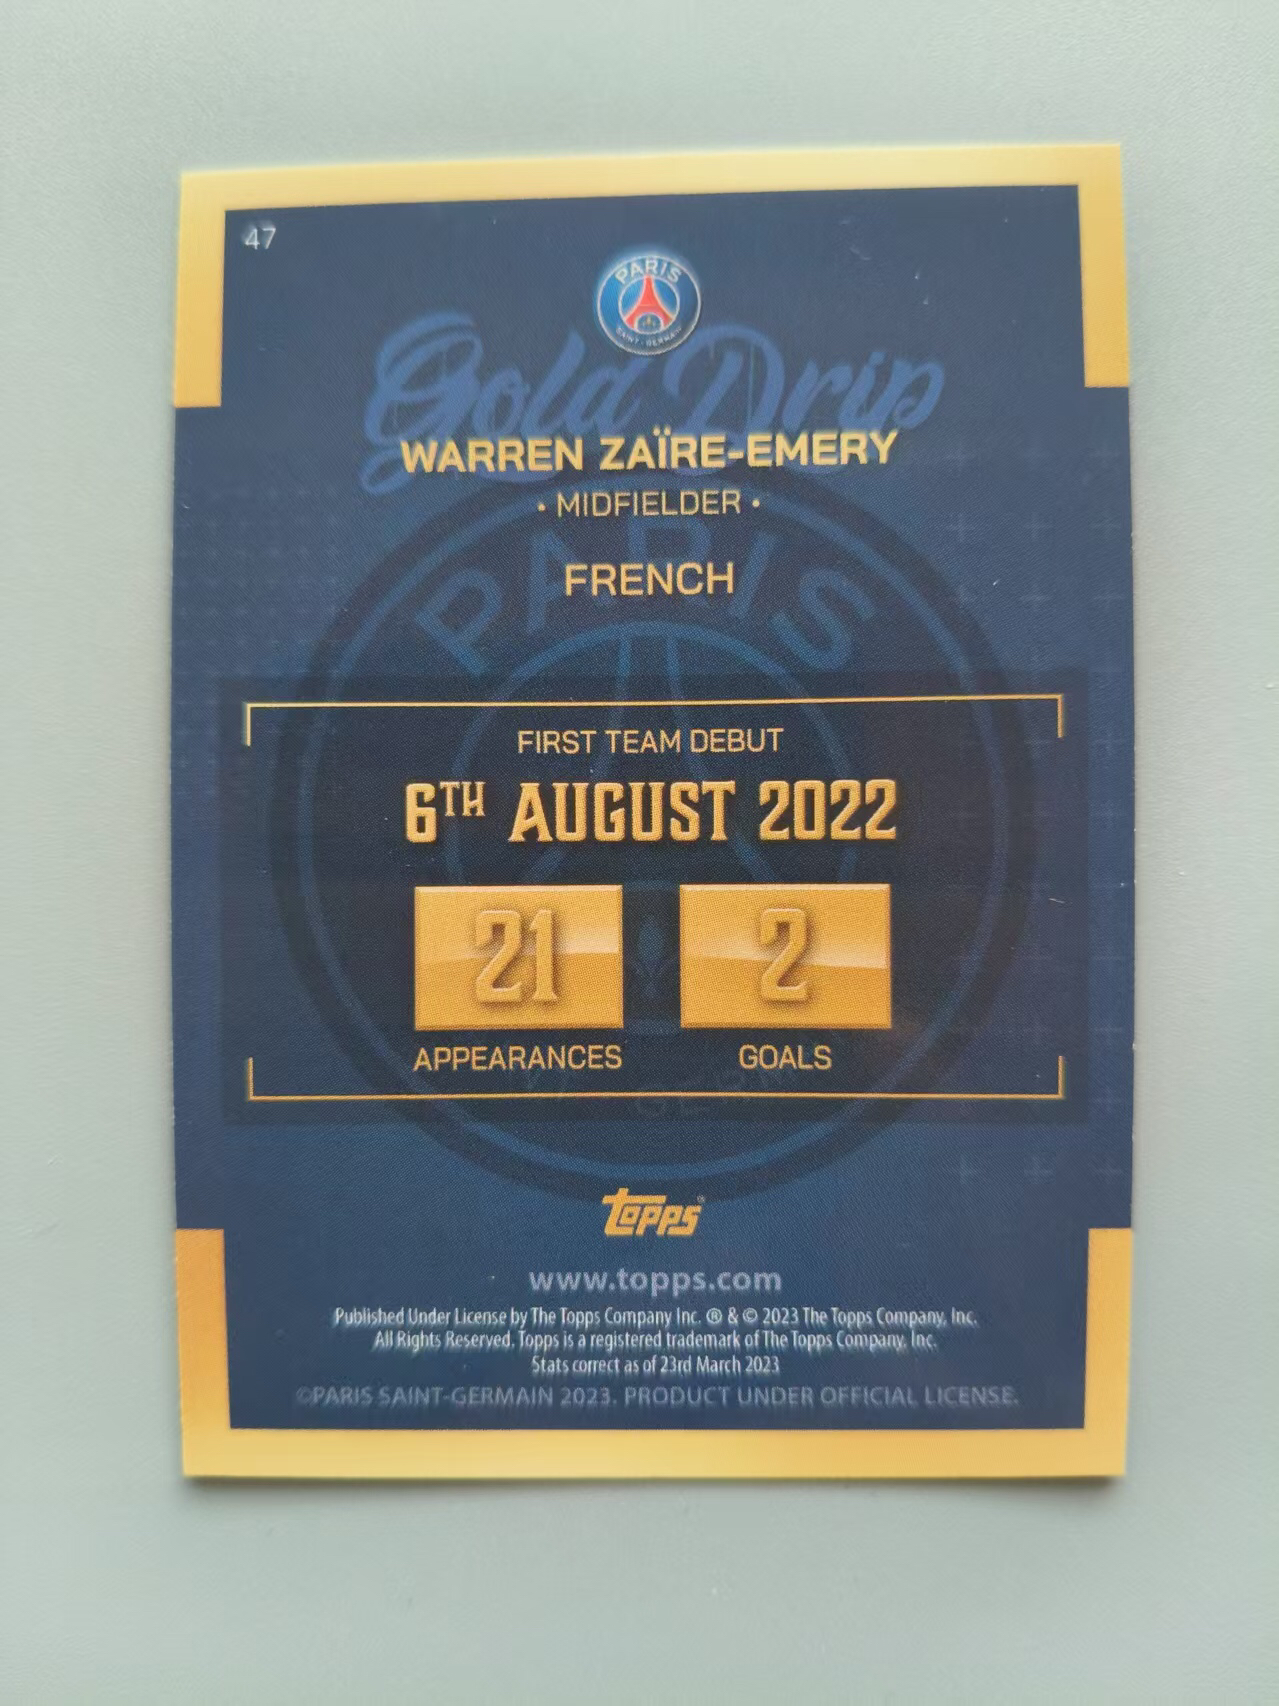 47
PARIS
SAINT-GERMAIN
Gold Drip
WARREN ZAÏRE-EMERY
• MIDFIELDER •
FRENCH
PARIS
FIRST TEAM DEBUT
6TH AUGUST 2022
21 2
APPEARANCES GOALS
topps®
www.topps.com
Published Under License by The Topps Company Inc. ® & © 2023 The Topps Company, Inc.
All Rights Reserved. Topps is a registered trademark of The Topps Company, Inc.
Stats correct as of 23rd March 2023
©PARIS SAINT-GERMAIN 2023. PRODUCT UNDER OFFICIAL LICENSE.